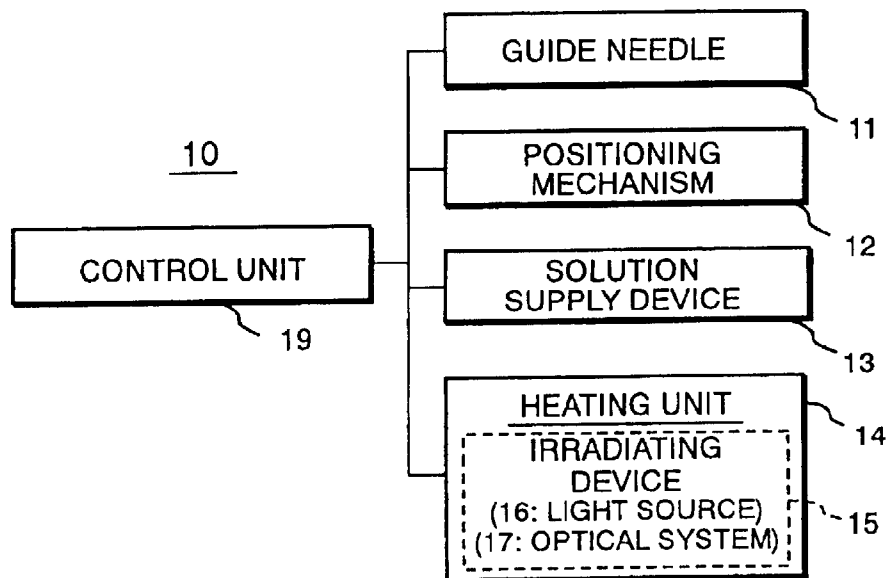 GUIDE NEEDLE
11
10
POSITIONING
MECHANISM
12
CONTROL UNIT
19
SOLUTION
SUPPLY DEVICE
13
HEATING UNIT
14
IRRADIATING
DEVICE
(16: LIGHT SOURCE)
15
(17: OPTICAL SYSTEM)